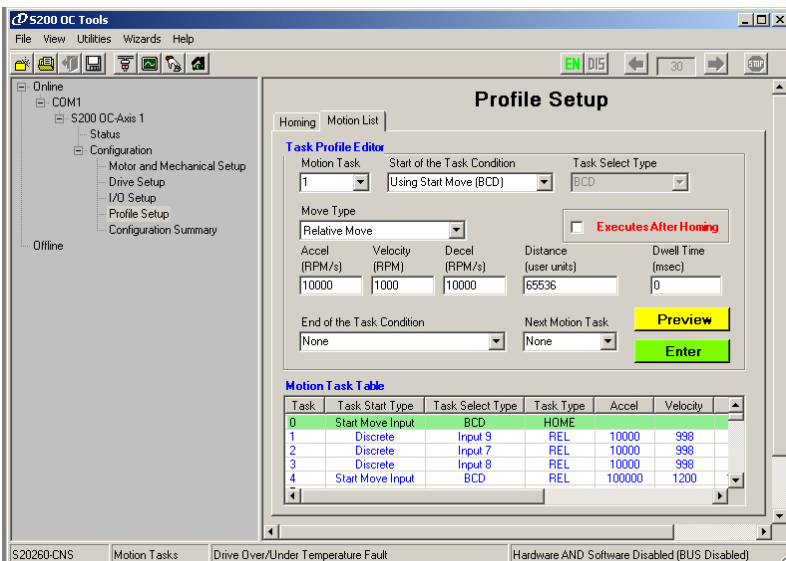 S200 OC Tools
File View Utilities Wizards Help
EN DIS 30 STOP
Online
COM1
S200 OC-Axis 1
Status
Configuration
Motor and Mechanical Setup
Drive Setup
I/O Setup
Profile Setup
Configuration Summary
Offline
Profile Setup
Homing Motion List
Task Profile Editor
Motion Task Start of the Task Condition Task Select Type
1 Using Start Move (BCD) BCD
Move Type
Relative Move
Executes After Homing
Accel Velocity Decel Distance Dwell Time
(RPM/s) (RPM) (RPM/s) (user units) (msec)
10000 1000 10000 65536 0
End of the Task Condition Next Motion Task
None None
Preview
Enter
Motion Task Table
Task Task Start Type Task Select Type Task Type Accel Velocity
0 Start Move Input BCD HOME
1 Discrete Input 9 REL 10000 998
2 Discrete Input 7 REL 10000 998
3 Discrete Input 8 REL 10000 998
4 Start Move Input BCD REL 100000 1200
S20260-CNS Motion Tasks Drive Over/Under Temperature Fault Hardware AND Software Disabled (BUS Disabled)